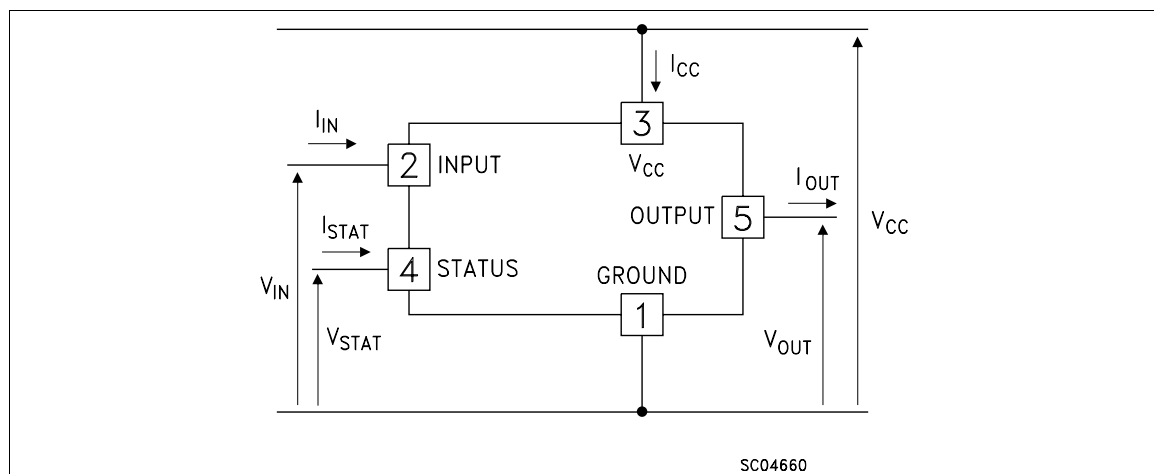 I_CC
3
V_CC
I_IN
2 INPUT
I_OUT
OUTPUT 5
V_CC
I_STAT
4 STATUS
GROUND
1
V_IN
V_STAT
V_OUT
SC04660